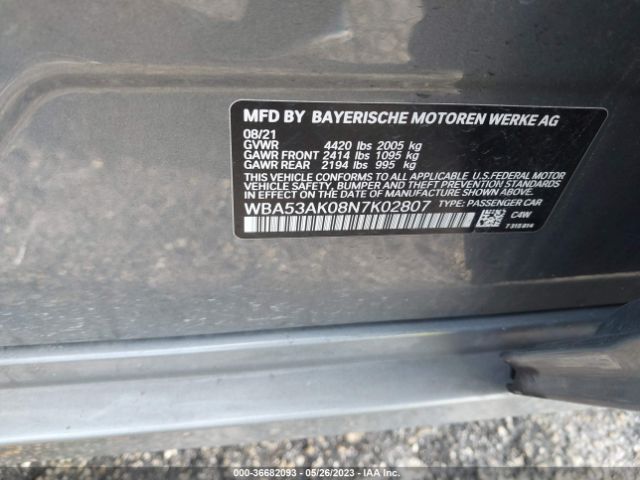 MFD BY BAYERISCHE MOTOREN WERKE AG
08/21
GVWR 4420 lbs 2005 kg
GAWR FRONT 2414 lbs 1095 kg
GAWR REAR 2194 lbs 995 kg
THIS VEHICLE CONFORMS TO ALL APPLICABLE U.S. FEDERAL MOTOR
VEHICLE SAFETY, BUMPER, AND THEFT PREVENTION STANDARDS
IN EFFECT ON THE DATE OF MANUFACTURE SHOWN ABOVE.
WBA53AK08N7K02807 TYPE: PASSENGER CAR
C4W
7 315 814
000-36682093 - 05/26/2023 - IAA Inc.